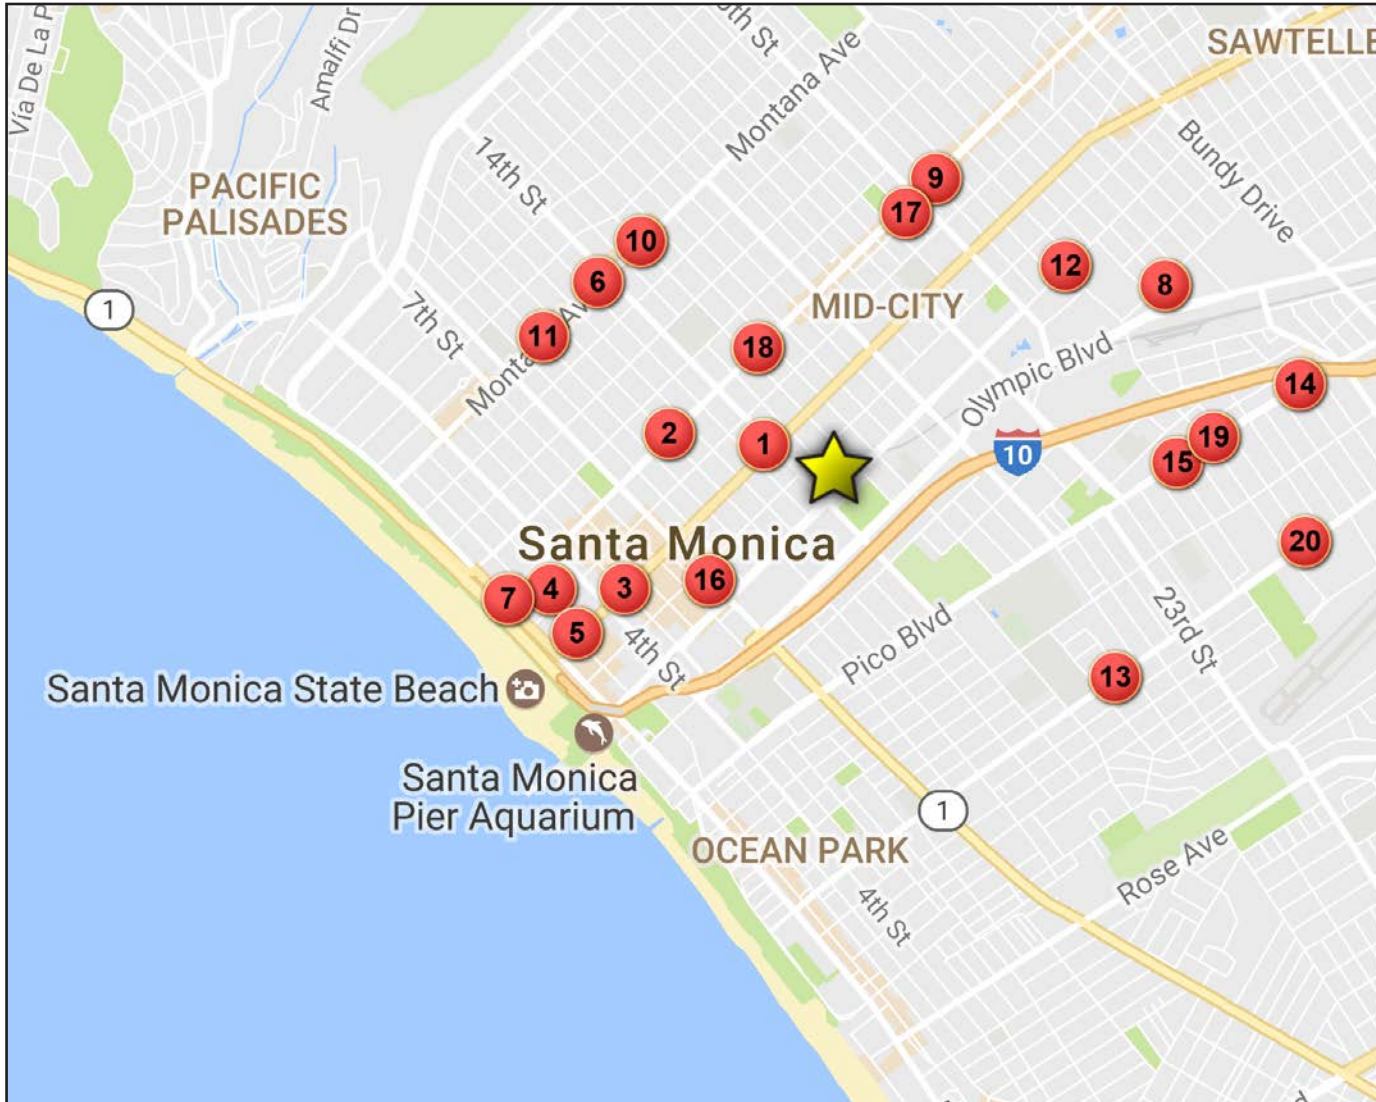 SAWTELLE
Vía De La P
Amalfi Dr
Montana Ave
14th St
Bundy Drive
9
17
PACIFIC
PALISADES
10
12
6
8
1
7th St
11
MID-CITY
18
Olympic Blvd
14
2
1
10
19
15
Santa Monica
20
7
4
3
16
5
4th St
Pico Blvd
23rd St
13
Santa Monica State Beach
Santa Monica
Pier Aquarium
1
OCEAN PARK
Rose Ave
4th St